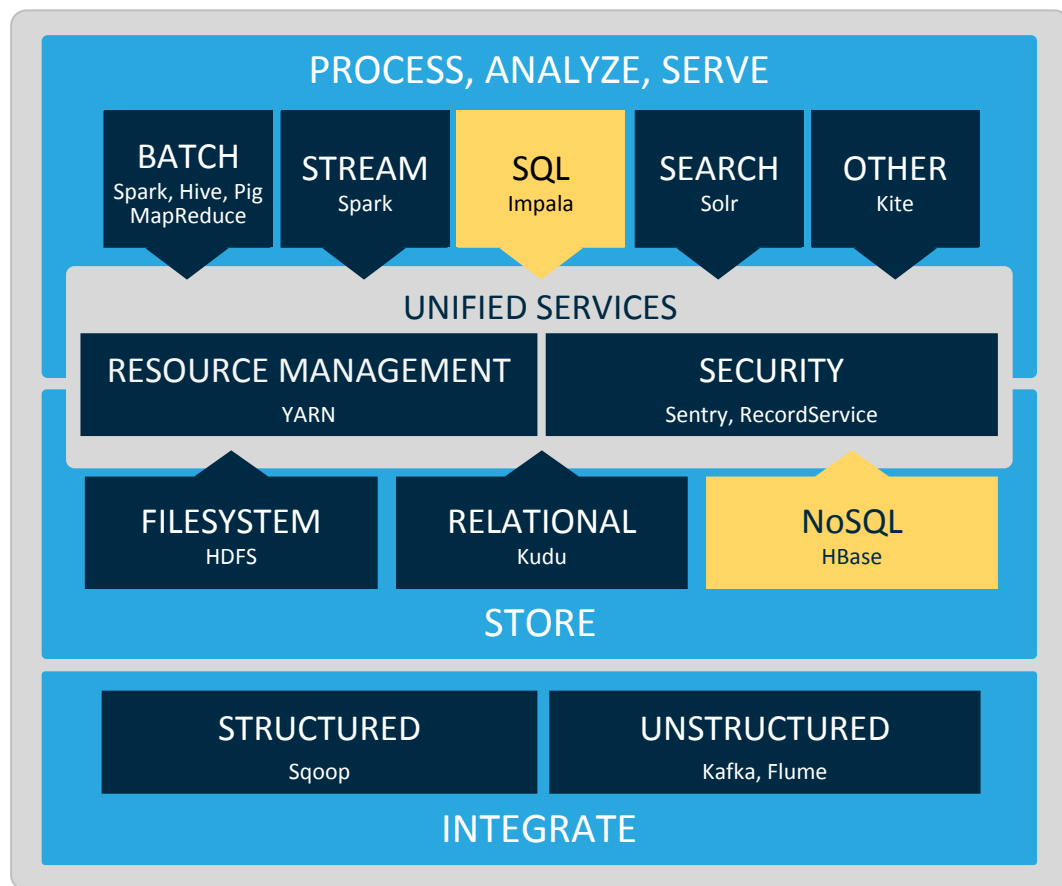 PROCESS, ANALYZE, SERVE
BATCH
Spark, Hive, Pig
MapReduce
STREAM
Spark
SQL
Impala
SEARCH
Solr
OTHER
Kite
UNIFIED SERVICES
RESOURCE MANAGEMENT
YARN
SECURITY
Sentry, RecordService
FILESYSTEM
HDFS
RELATIONAL
Kudu
NoSQL
HBase
STORE
STRUCTURED
Sqoop
UNSTRUCTURED
Kafka, Flume
INTEGRATE